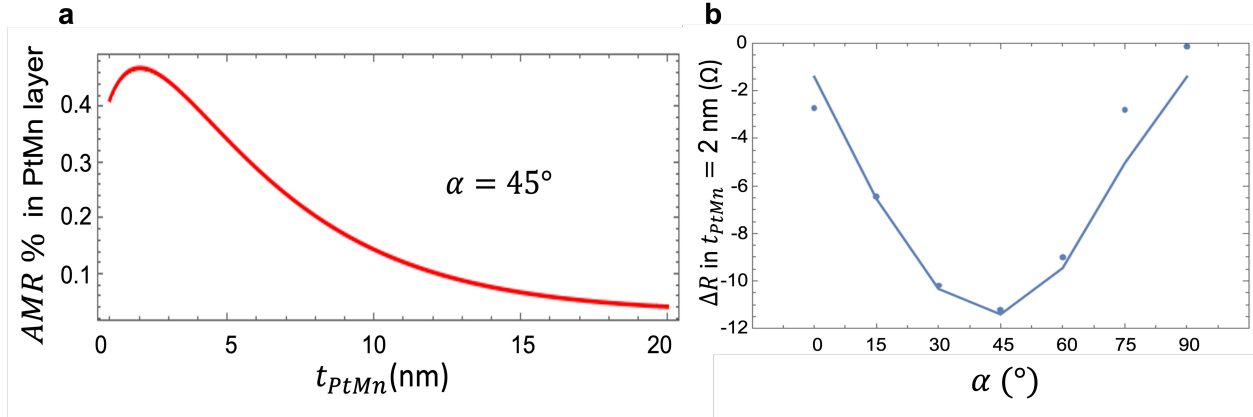 a
AMR % in PtMn layer
0.4
0.3
0.2
0.1
α = 45°
0 5 10 15 20
t_PtMn(nm)
b
ΔR in t_PtMn = 2 nm (Ω)
0
-2
-4
-6
-8
-10
-12
0 15 30 45 60 75 90
α (°)